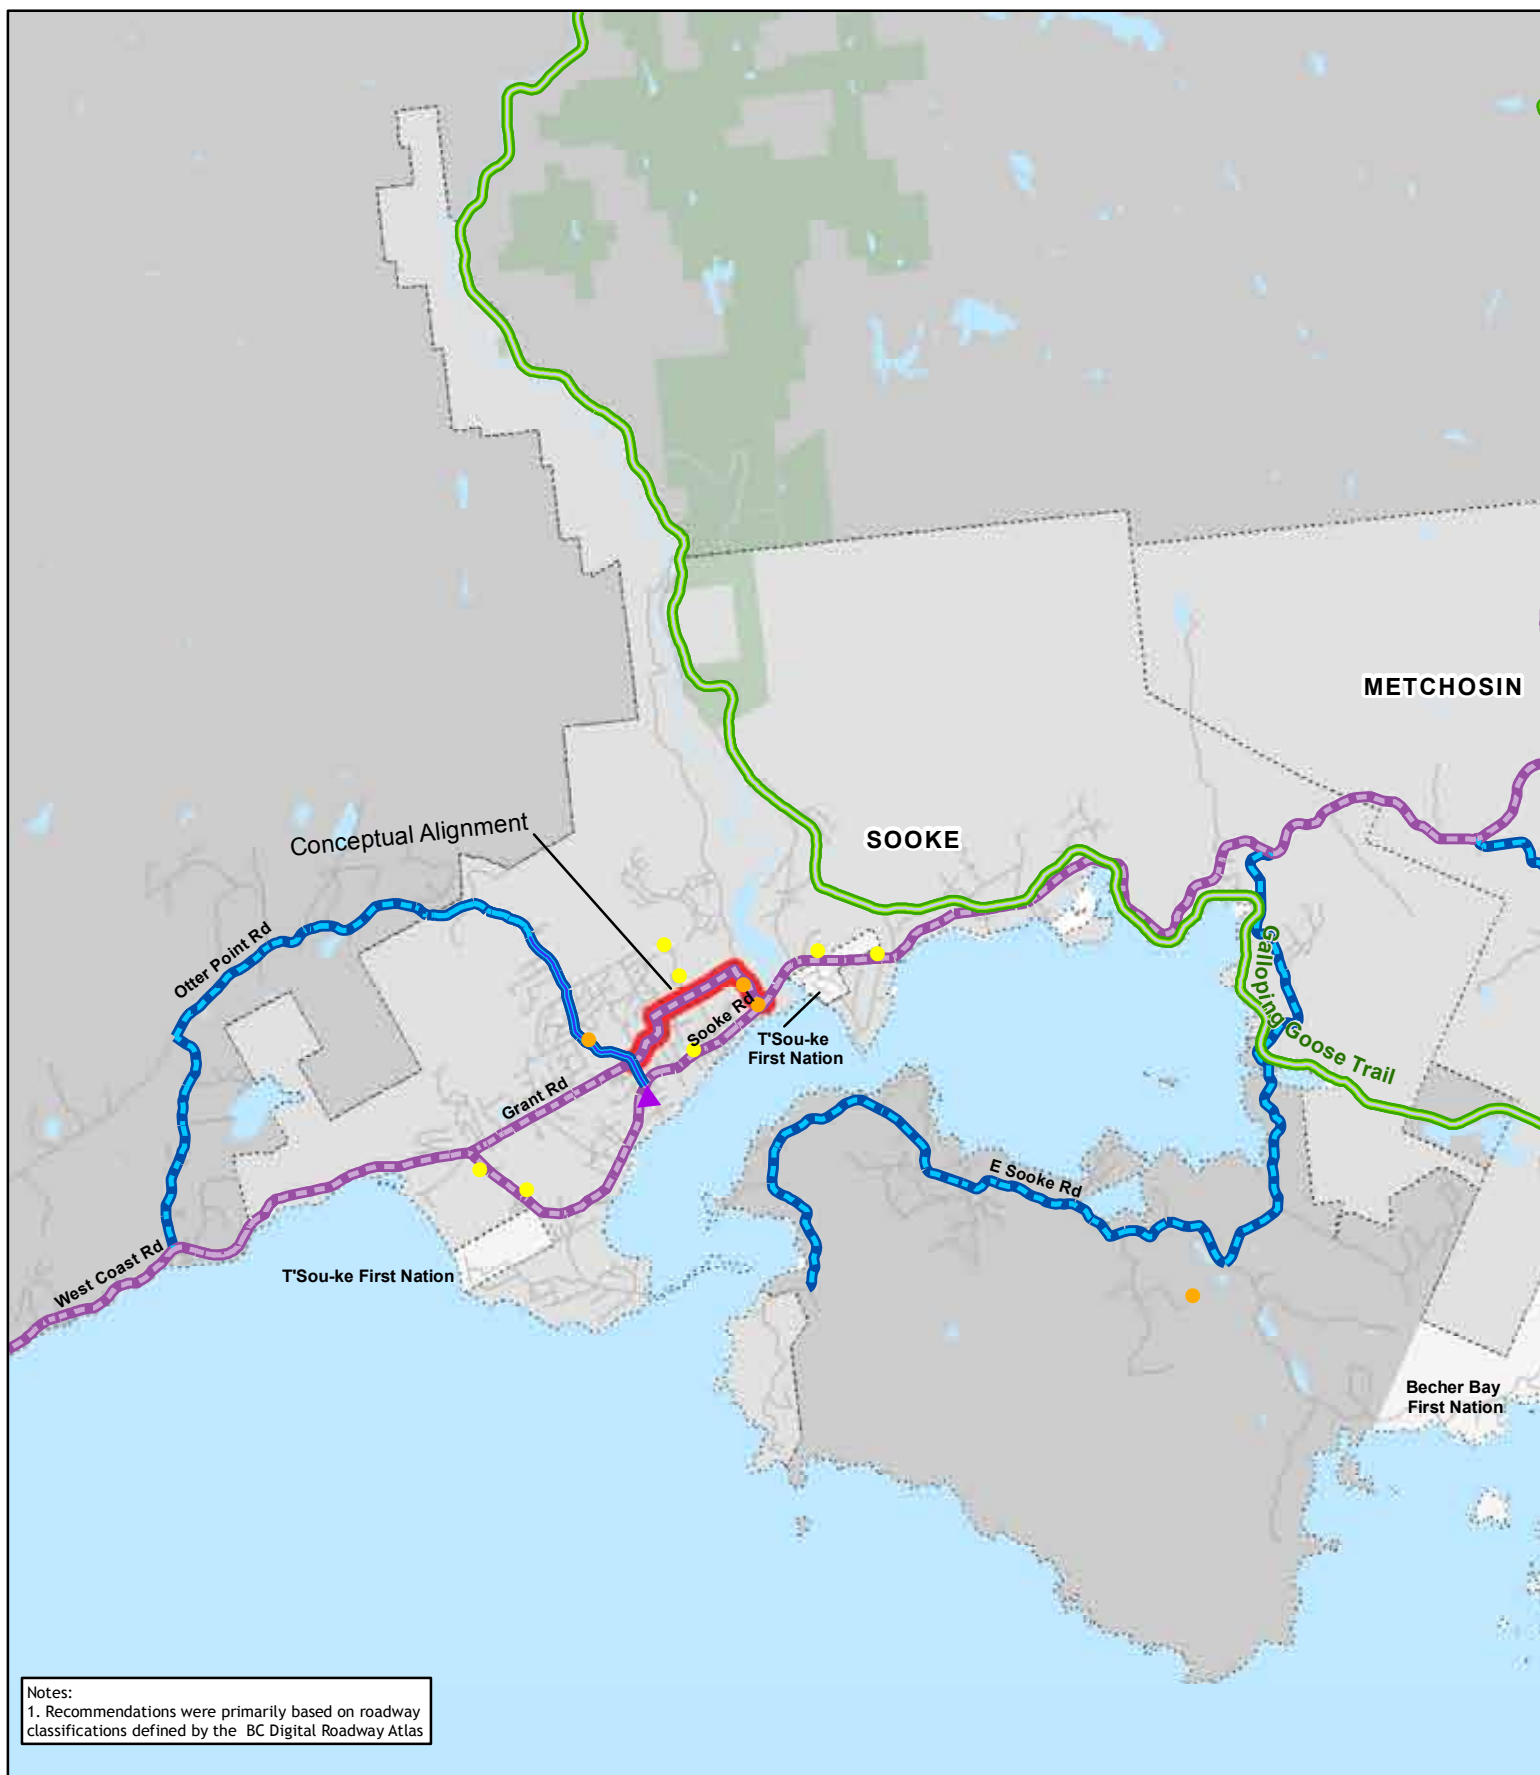 METCHOSIN
Conceptual Alignment
SOOKE
Otter Point Rd
Galloping Goose Trail
Sooke Rd
T'Sou-ke
First Nation
Grant Rd
E Sooke Rd
West Coast Rd
T'Sou-ke First Nation
Becher Bay
First Nation
Notes:
1. Recommendations were primarily based on roadway
classifications defined by the BC Digital Roadway Atlas